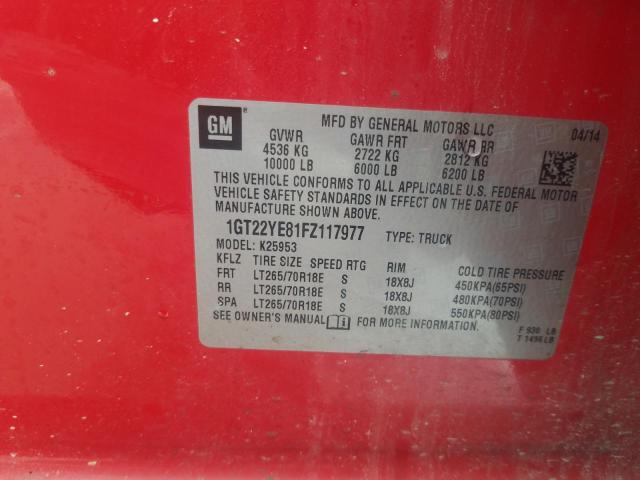 GM
MFD BY GENERAL MOTORS LLC 04/14
GVWR GAWR FRT GAWR RR
4536 KG 2722 KG 2812 KG
10000 LB 6000 LB 6200 LB
THIS VEHICLE CONFORMS TO ALL APPLICABLE U.S. FEDERAL MOTOR
VEHICLE SAFETY STANDARDS IN EFFECT ON THE DATE OF
MANUFACTURE SHOWN ABOVE.
1GT22YE81FZ117977 TYPE: TRUCK
MODEL: K25953
KFLZ TIRE SIZE SPEED RTG RIM COLD TIRE PRESSURE
FRT LT265/70R18E S 18X8J 450KPA(65PSI)
RR LT265/70R18E S 18X8J 480KPA(70PSI)
SPA LT265/70R18E S 18X8J 550KPA(80PSI)
SEE OWNER'S MANUAL FOR MORE INFORMATION.
F 930 LB
T 1496 LB